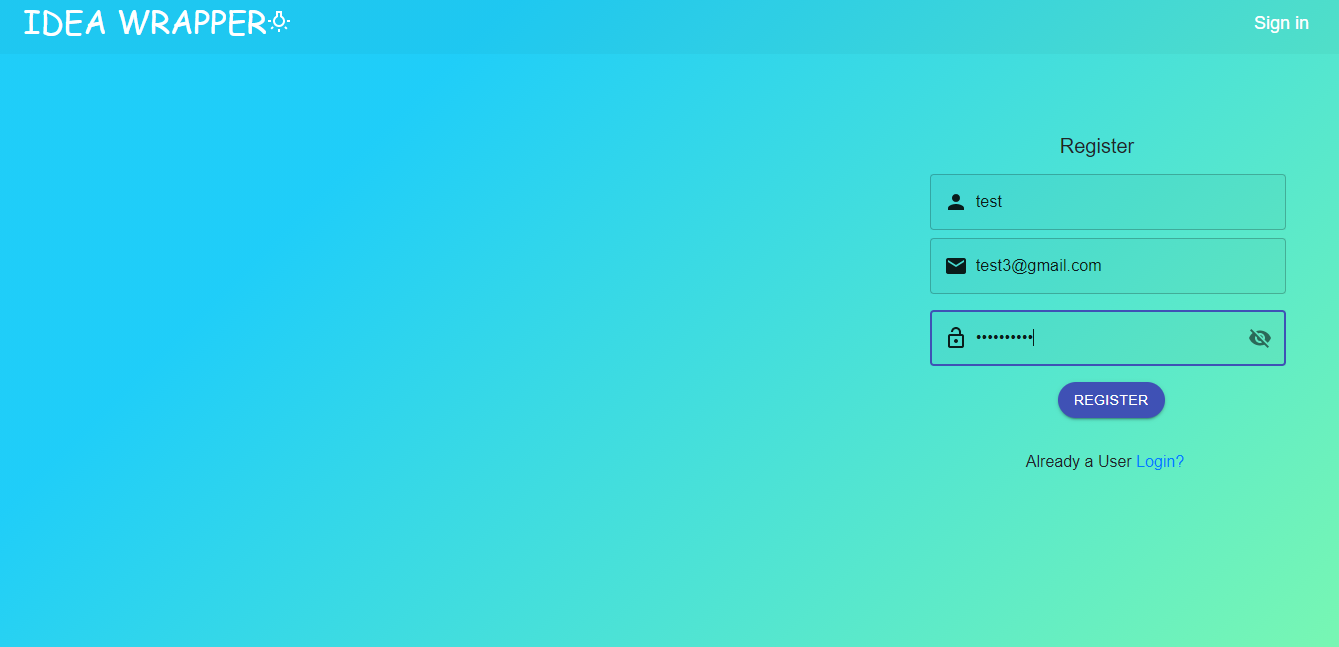 IDEA WRAPPER
Sign in
Register
test
test3@gmail.com
••••••••••
REGISTER
Already a User Login?